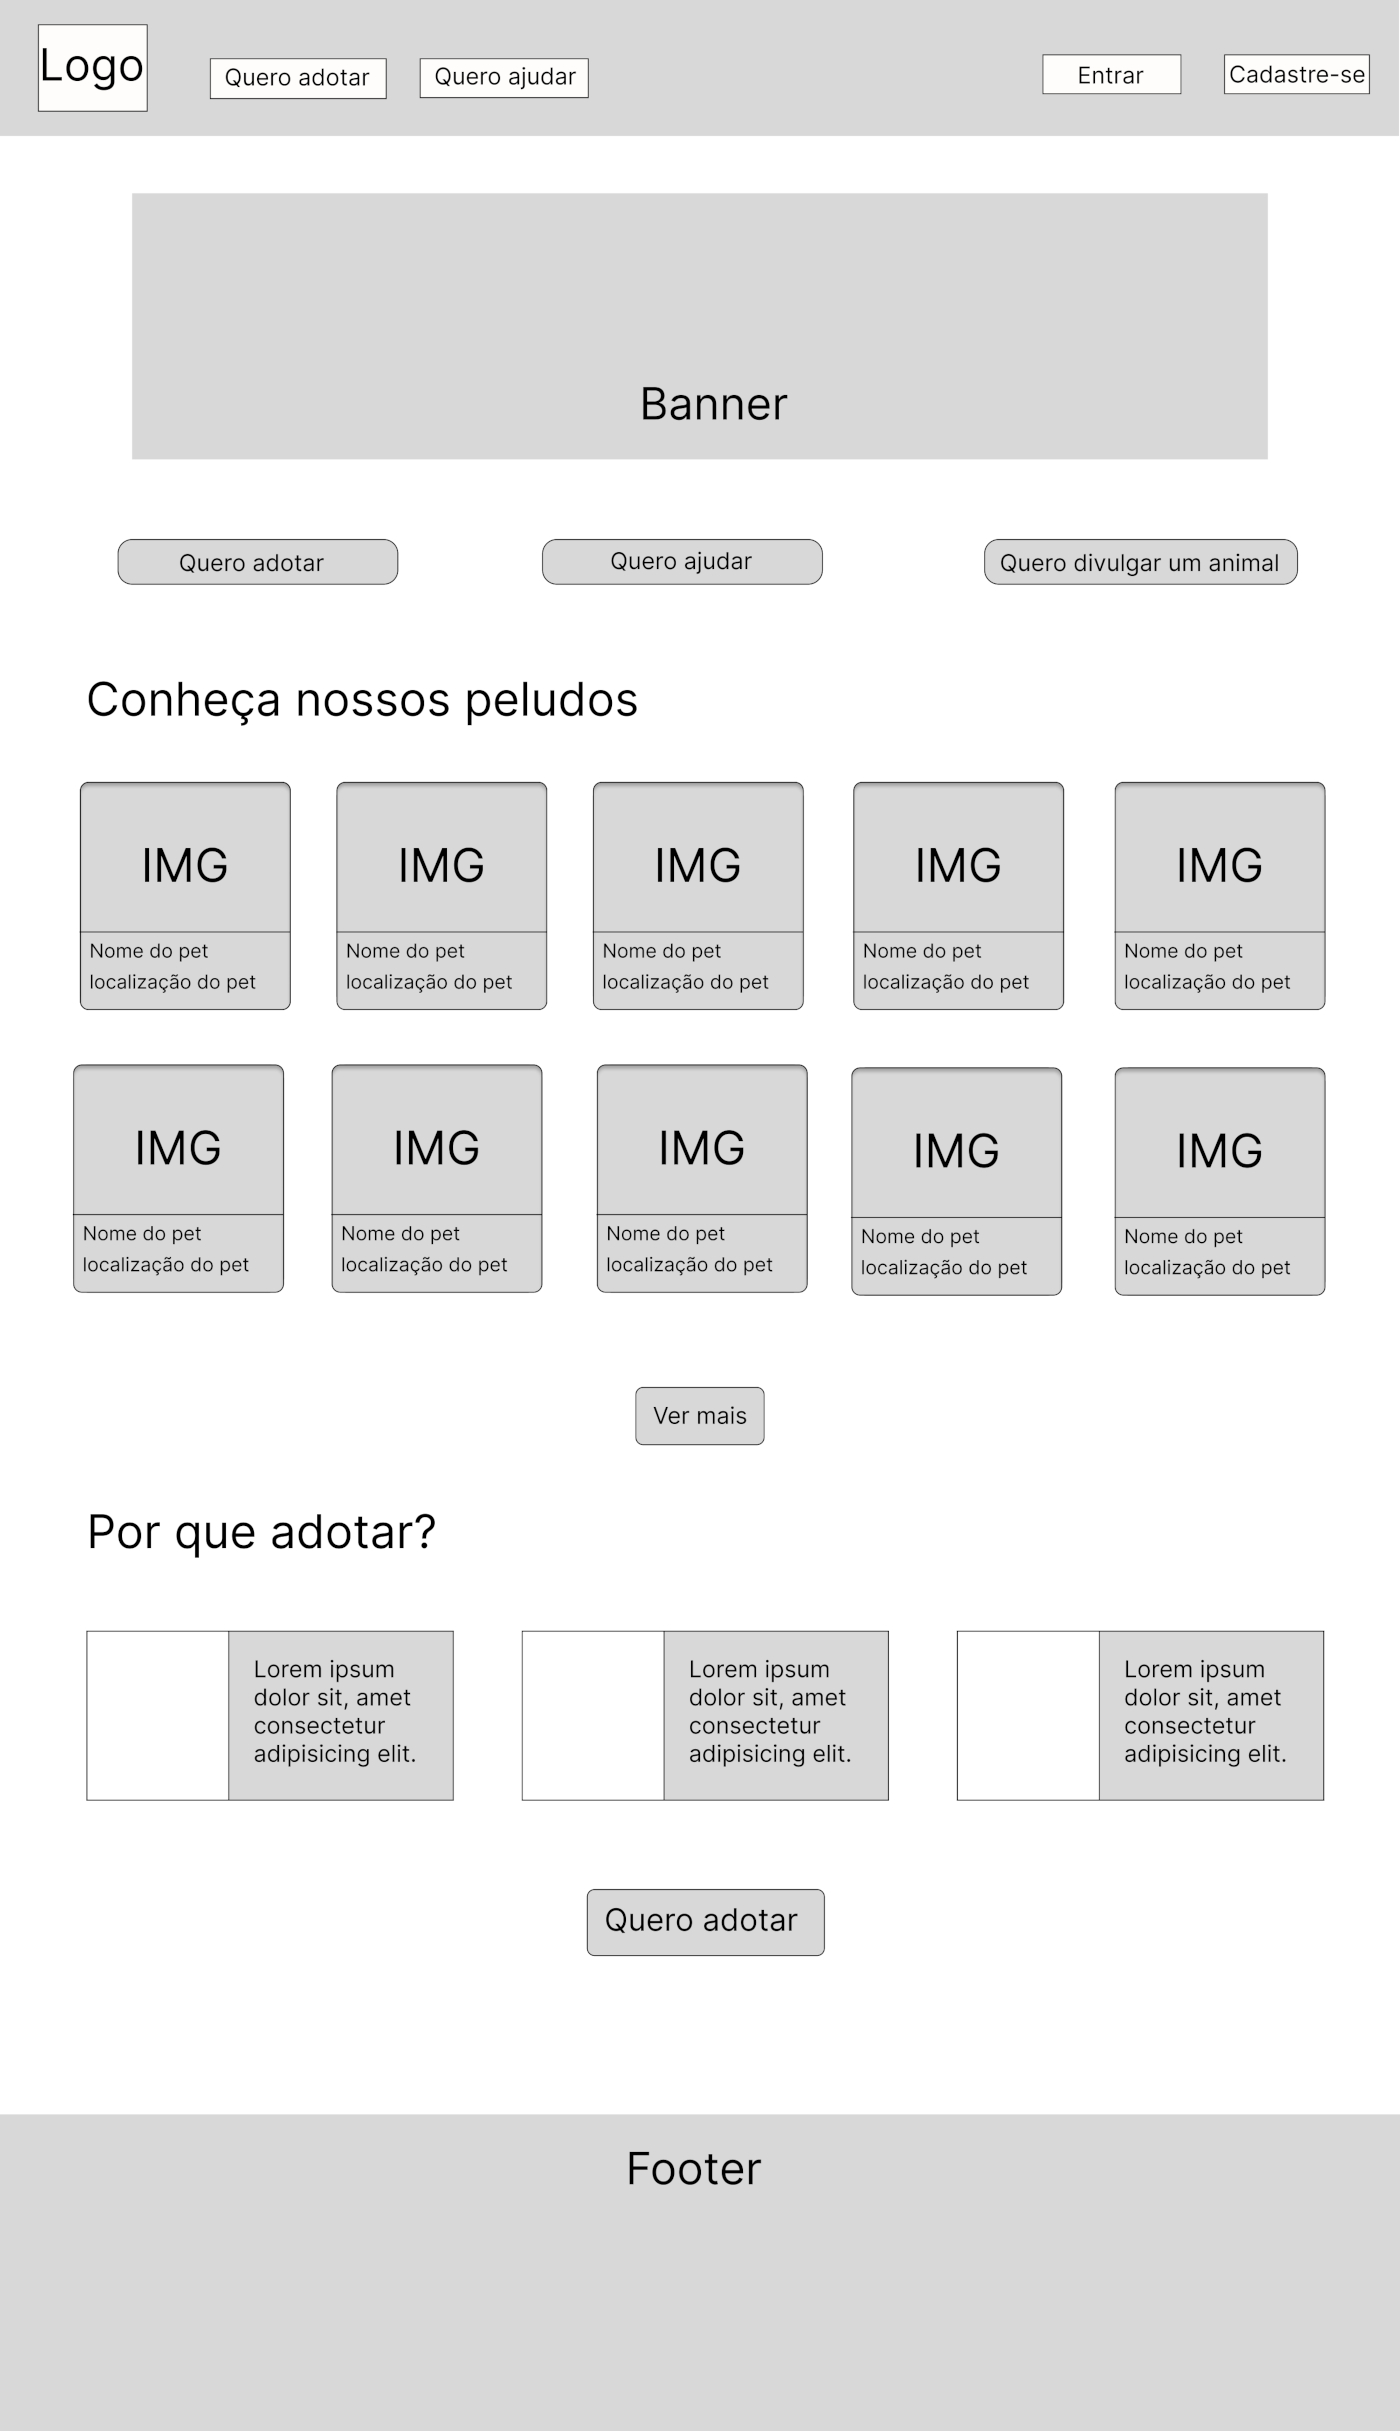 Logo
Quero adotar
Quero ajudar
Entrar
Cadastre-se
Banner
Quero adotar
Quero ajudar
Quero divulgar um animal
Conheça nossos peludos
IMG
Nome do pet
localização do pet
IMG
Nome do pet
localização do pet
IMG
Nome do pet
localização do pet
IMG
Nome do pet
localização do pet
IMG
Nome do pet
localização do pet
IMG
Nome do pet
localização do pet
IMG
Nome do pet
localização do pet
IMG
Nome do pet
localização do pet
IMG
Nome do pet
localização do pet
IMG
Nome do pet
localização do pet
Ver mais
Por que adotar?
Lorem ipsum
dolor sit, amet
consectetur
adipisicing elit.
Lorem ipsum
dolor sit, amet
consectetur
adipisicing elit.
Lorem ipsum
dolor sit, amet
consectetur
adipisicing elit.
Quero adotar
Footer